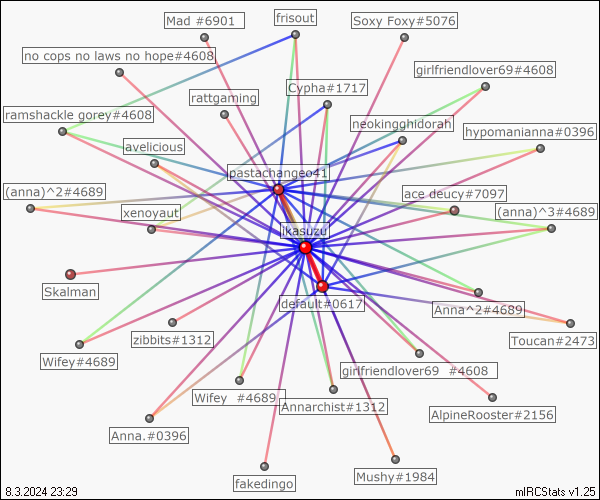 Mad #6901
frisout
Soxy Foxy#5076
no cops no laws no hope#4608
girlfriendlover69#4608
Cypha#1717
rattgaming
ramshackle gorey#4608
neokingghidorah
hypomanianna#0396
avelicious
pastachangeo41
(anna)^2#4689
ace deucy#7097
xenoyaut
(anna)^3#4689
jkasuzu
Skalman
default#0617
Anna^2#4689
zibbits#1312
Toucan#2473
Wifey#4689
girlfriendlover69 #4608
Wifey #4689
Annarchist#1312
AlpineRooster#2156
Anna.#0396
fakedingo
Mushy#1984
8.3.2024 23:29
mIRCStats v1.25